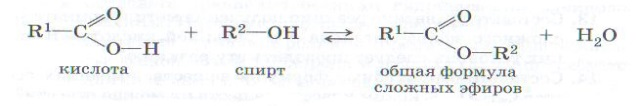 R¹—C(=O)—O—H + R²—OH ⇄ R¹—C(=O)—O—R² + H₂O
кислота спирт общая формула
сложных эфиров